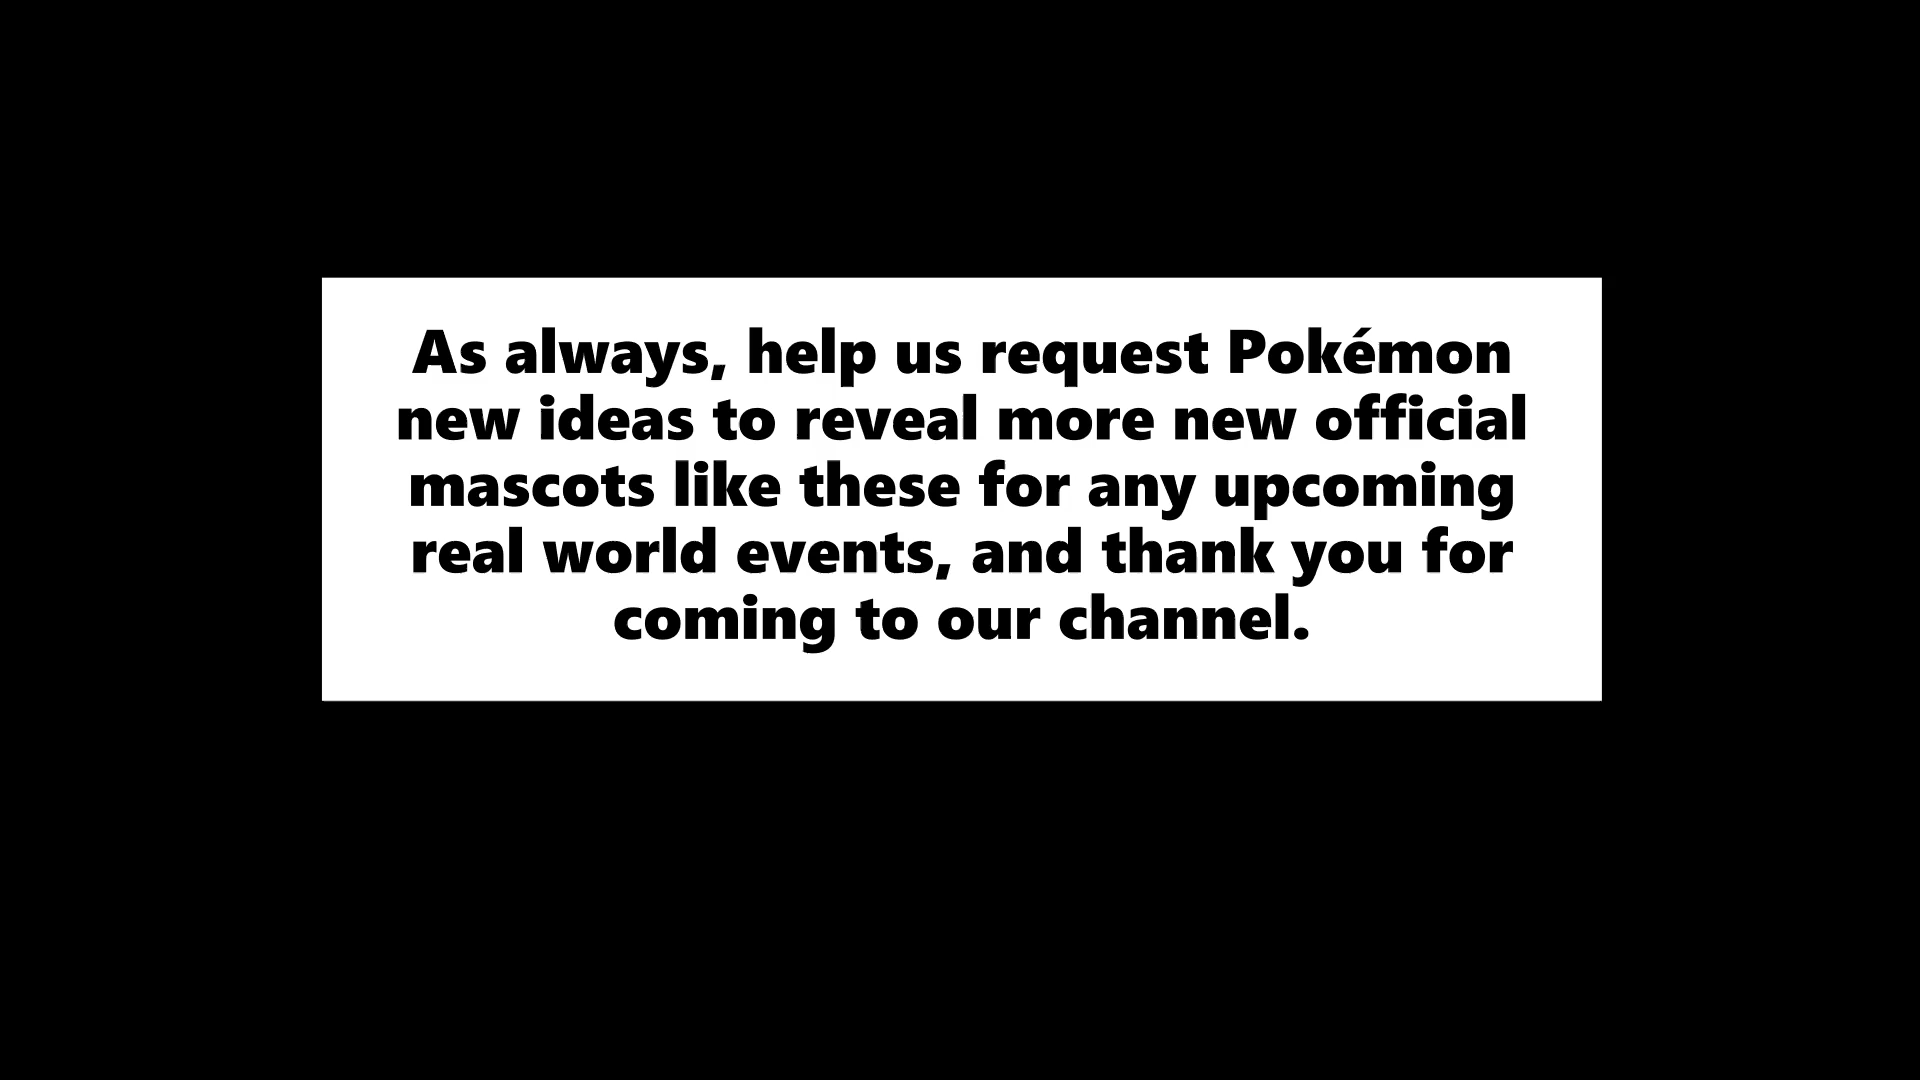 As always, help us request Pokémon
new ideas to reveal more new official
mascots like these for any upcoming
real world events, and thank you for
coming to our channel.